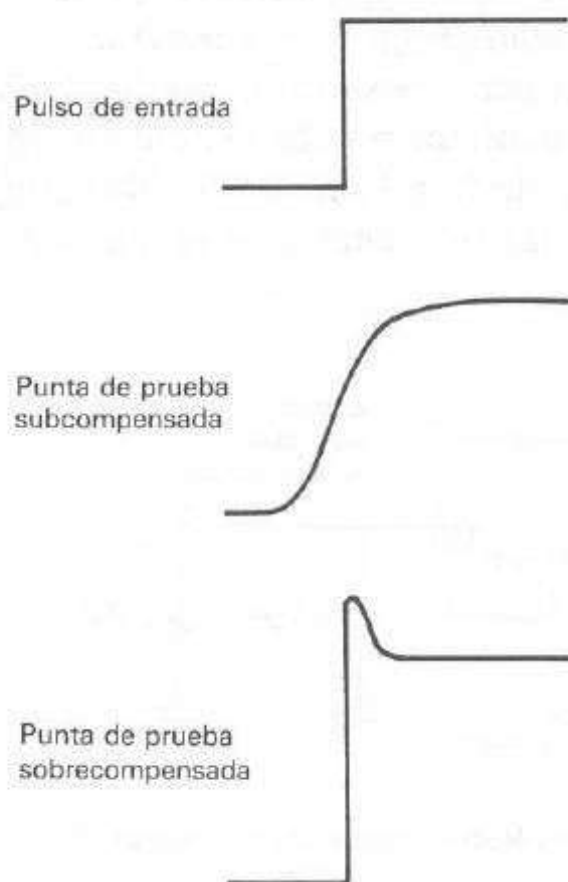 Pulso de entrada
Punta de prueba
subcompensada
Punta de prueba
sobrecompensada